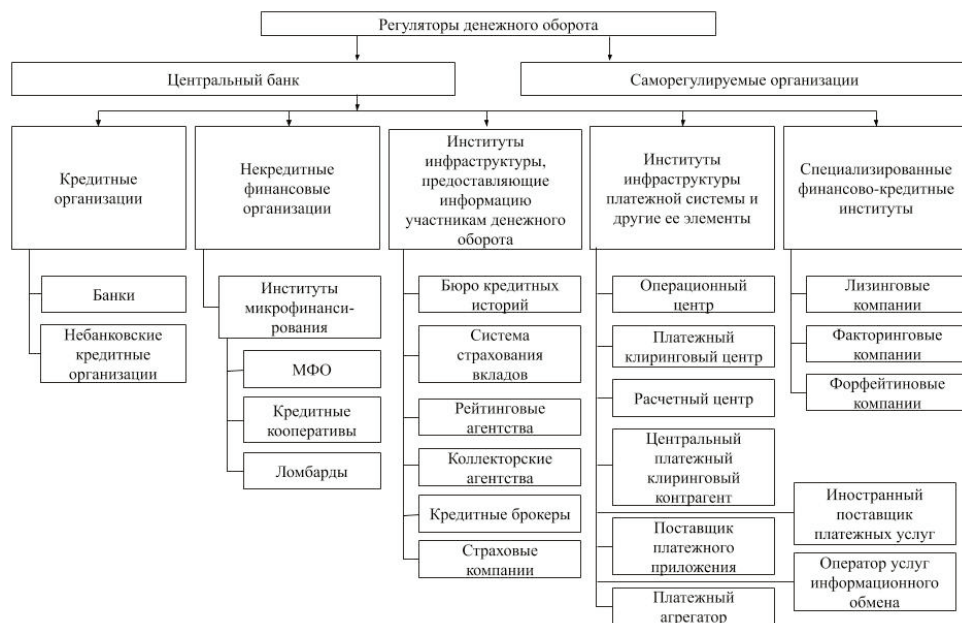 Регуляторы денежного оборота
Центральный банк
Саморегулируемые организации
Кредитные
организации
Некредитные
финансовые
организации
Институты
инфраструктуры,
предоставляющие
информацию
участникам денежного
оборота
Институты
инфраструктуры
платежной системы и
другие ее элементы
Специализированные
финансово-кредитные
институты
Банки
Небанковские
кредитные
организации
Институты
микрофинанси-
рования
МФО
Кредитные
кооперативы
Ломбарды
Бюро кредитных
историй
Система
страхования
вкладов
Рейтинговые
агентства
Коллекторские
агентства
Кредитные брокеры
Страховые
компании
Операционный
центр
Платежный
клиринговый центр
Расчетный центр
Центральный
платежный
клиринговый
контрагент
Поставщик
платежного
приложения
Платежный
агрегатор
Лизинговые
компании
Факторинговые
компании
Форфейтиновые
компании
Иностранный
поставщик
платежных услуг
Оператор услуг
информационного
обмена